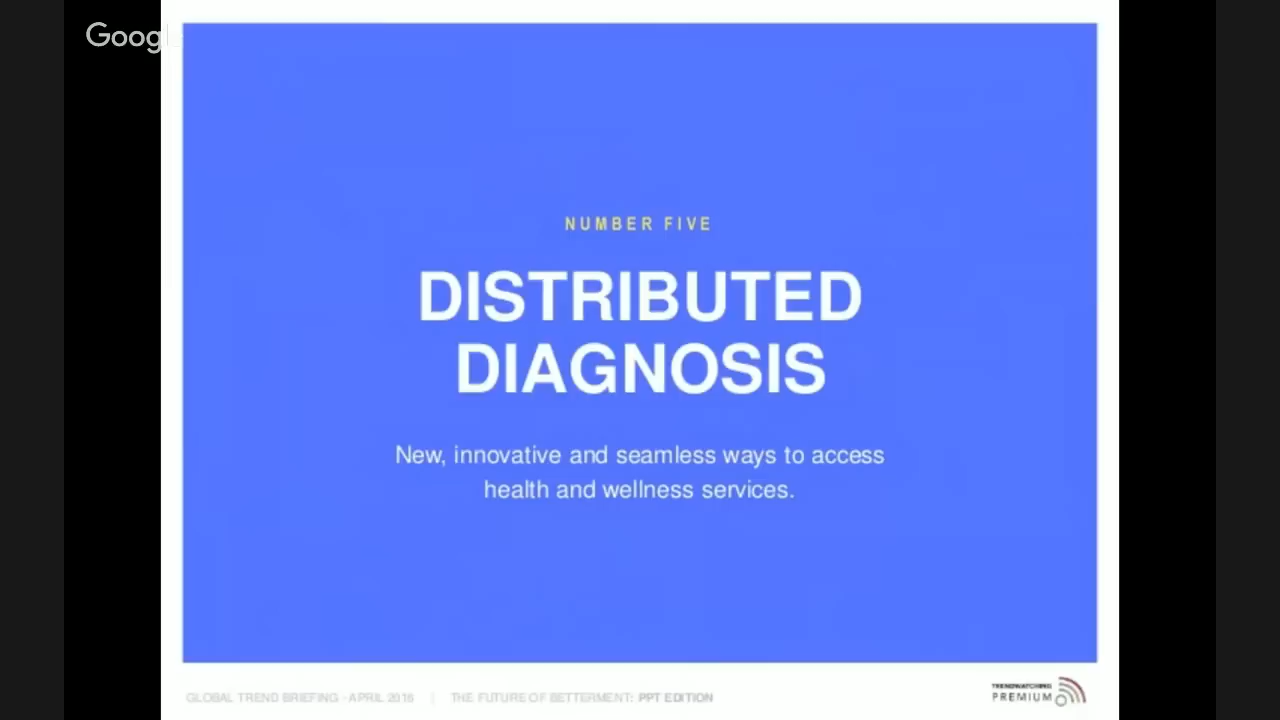 Google
NUMBER FIVE
DISTRIBUTED
DIAGNOSIS
New, innovative and seamless ways to access
health and wellness services.
GLOBAL TREND BRIEFING · APRIL 2016 | THE FUTURE OF BETTERMENT: PPT EDITION
TRENDWATCHING
PREMIUM